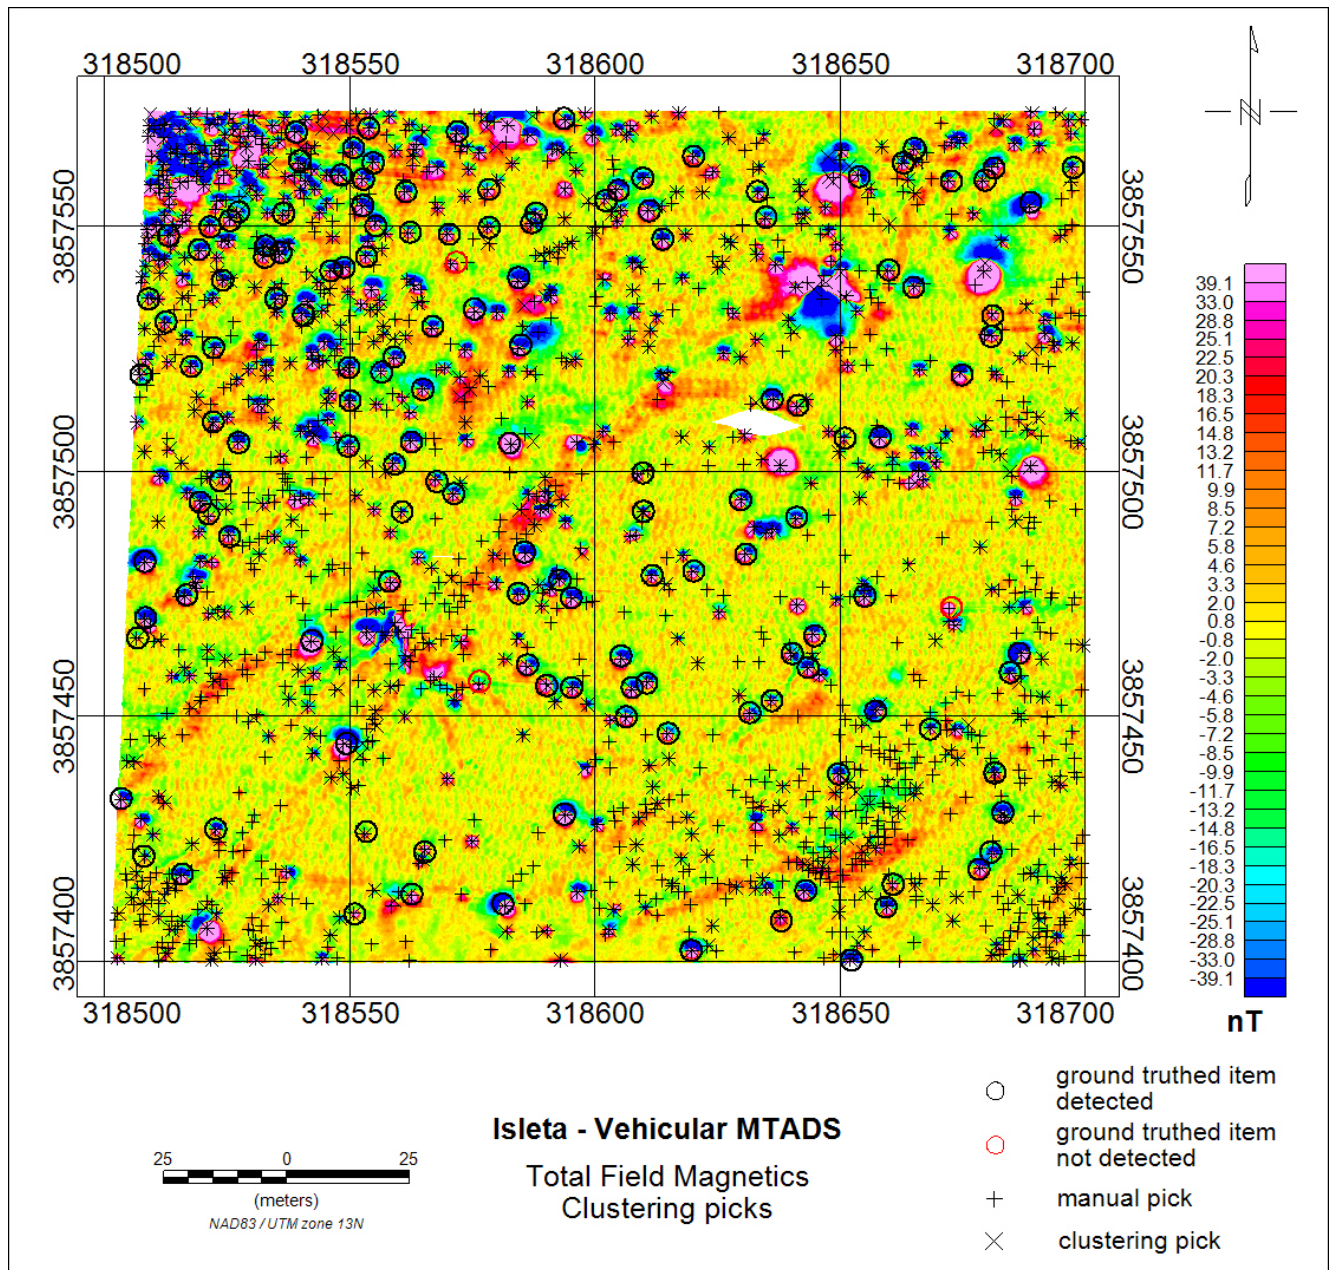 318500 318550 318600 318650 318700
N
3857550 3857550
3857500 3857500
3857450 3857450
3857400 3857400
318500 318550 318600 318650 318700
39.1
33.0
28.8
25.1
22.5
20.3
18.3
16.5
14.8
13.2
11.7
9.9
8.5
7.2
5.8
4.6
3.3
2.0
0.8
-0.8
-2.0
-3.3
-4.6
-5.8
-7.2
-8.5
-9.9
-11.7
-13.2
-14.8
-16.5
-18.3
-20.3
-22.5
-25.1
-28.8
-33.0
-39.1
nT
25 0 25
(meters)
NAD83 / UTM zone 13N
Isleta - Vehicular MTADS
Total Field Magnetics
Clustering picks
ground truthed item
detected
ground truthed item
not detected
manual pick
clustering pick